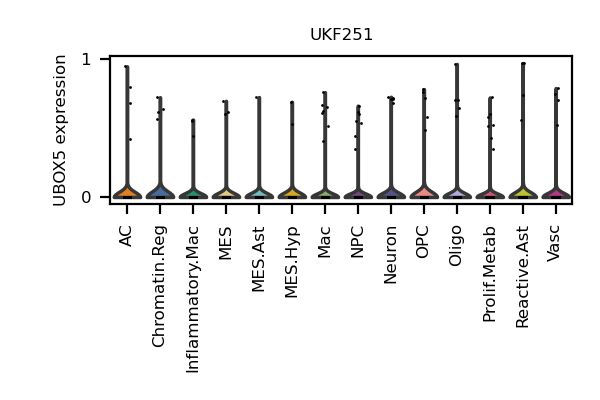 UKF251
UBOX5 expression
1
0
AC
Chromatin.Reg
Inflammatory.Mac
MES
MES.Ast
MES.Hyp
Mac
NPC
Neuron
OPC
Oligo
Prolif.Metab
Reactive.Ast
Vasc